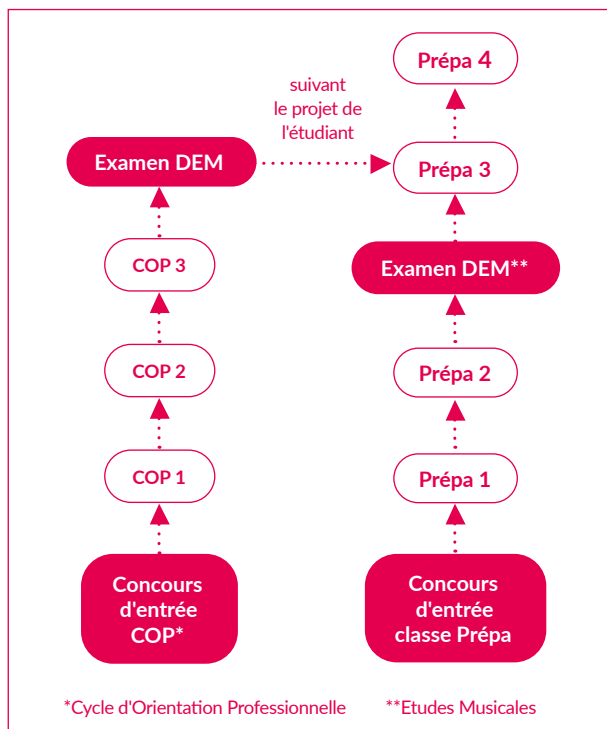 Prépa 4
suivant
le projet de
l'étudiant
Examen DEM
Prépa 3
COP 3
Examen DEM**
COP 2
Prépa 2
COP 1
Prépa 1
Concours
d'entrée
COP*
Concours
d'entrée
classe Prépa
*Cycle d'Orientation Professionnelle
**Etudes Musicales